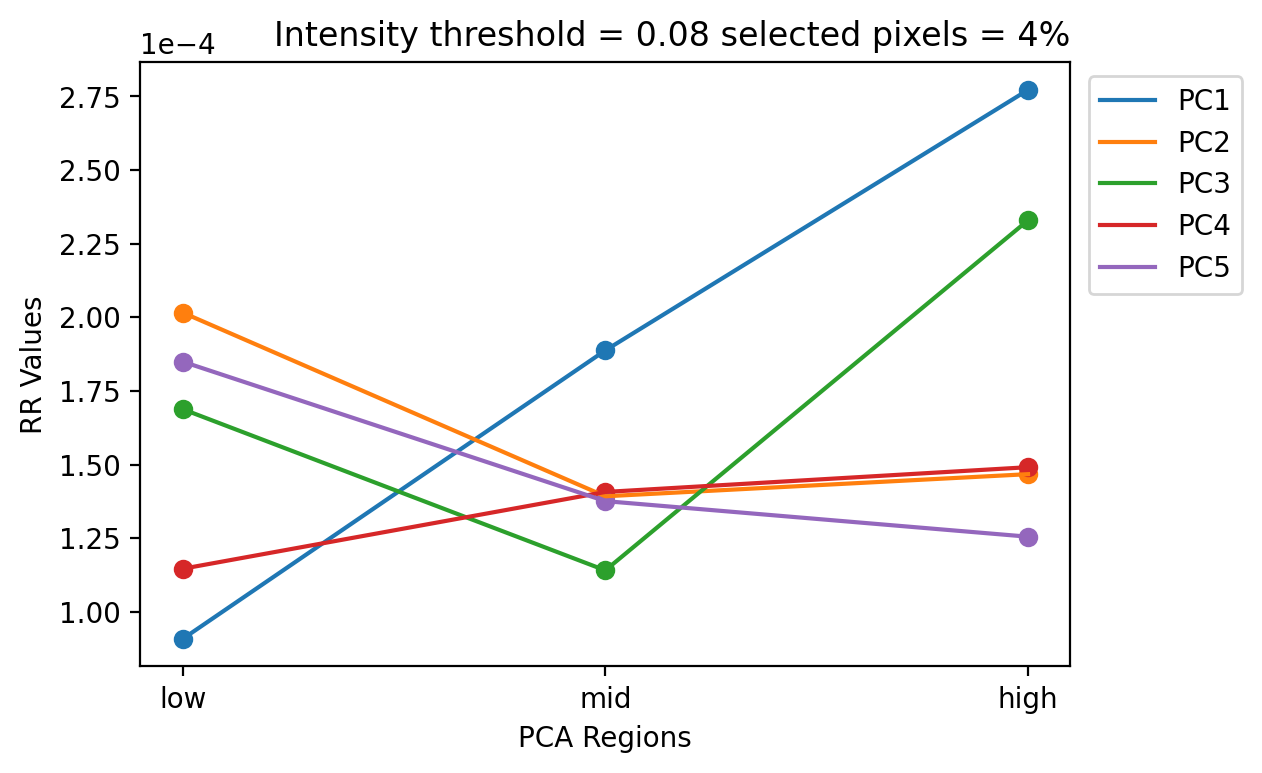 Intensity threshold = 0.08 selected pixels = 4%
1e−4
2.75
2.50
2.25
2.00
1.75
1.50
1.25
1.00
RR Values
low mid high
PCA Regions
PC1
PC2
PC3
PC4
PC5